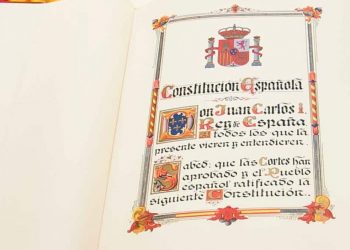 Constitución Española
Don Juan Carlos I,
Rey de España
A todos los que la
presente vieren y entendieren.
Sabed: que las Cortes han
aprobado y el Pueblo
español ratificado la
siguiente Constitución.